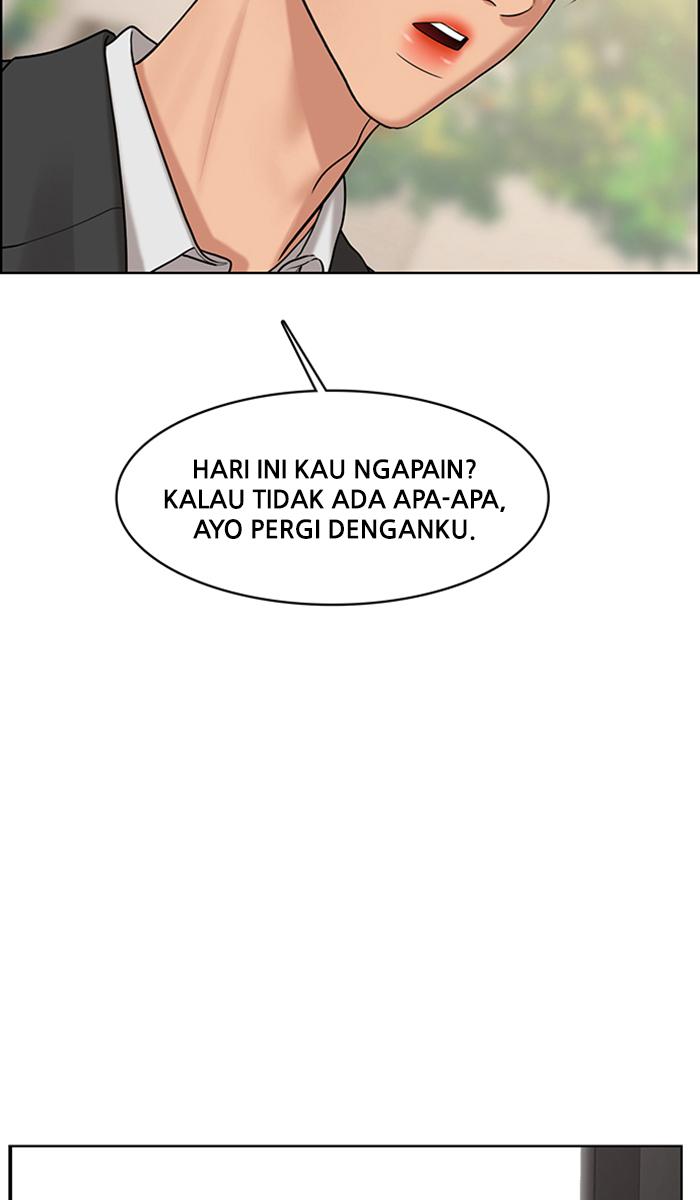 HARI INI KAU NGAPAIN?
KALAU TIDAK ADA APA-APA,
AYO PERGI DENGANKU.